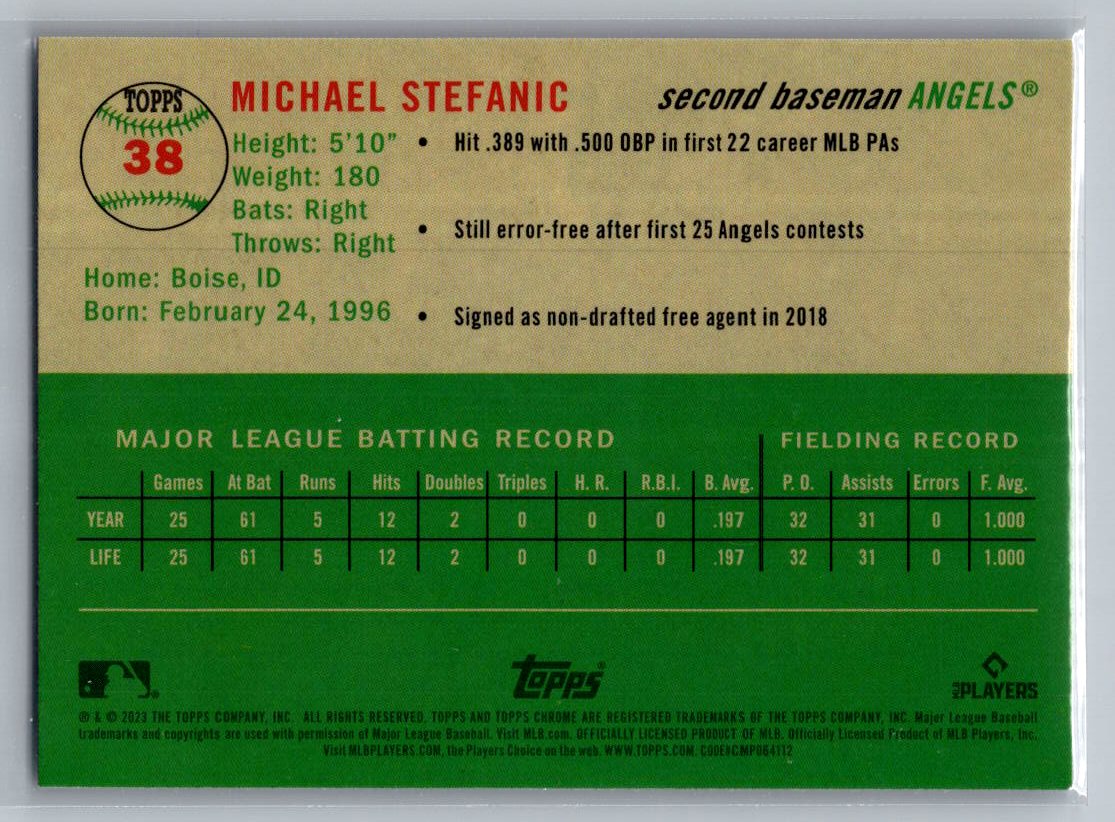 TOPPS
38
MICHAEL STEFANIC
second baseman ANGELS®
Height: 5'10"
Weight: 180
Bats: Right
Throws: Right
Home: Boise, ID
Born: February 24, 1996
• Hit .389 with .500 OBP in first 22 career MLB PAs
• Still error-free after first 25 Angels contests
• Signed as non-drafted free agent in 2018
MAJOR LEAGUE BATTING RECORD FIELDING RECORD
Games At Bat Runs Hits Doubles Triples H. R. R.B.I. B. Avg. P. O. Assists Errors F. Avg.
YEAR 25 61 5 12 2 0 0 0 .197 32 31 0 1.000
LIFE 25 61 5 12 2 0 0 0 .197 32 31 0 1.000
topps®
MLB PLAYERS
® & © 2023 THE TOPPS COMPANY, INC. ALL RIGHTS RESERVED. TOPPS AND TOPPS CHROME ARE REGISTERED TRADEMARKS OF THE TOPPS COMPANY, INC. Major League Baseball
trademarks and copyrights are used with permission of Major League Baseball. Visit MLB.com. OFFICIALLY LICENSED PRODUCT OF MLB. Officially Licensed Product of MLB Players, Inc.
Visit MLBPLAYERS.COM, the Players Choice on the web. WWW.TOPPS.COM. CODE#CMP064112